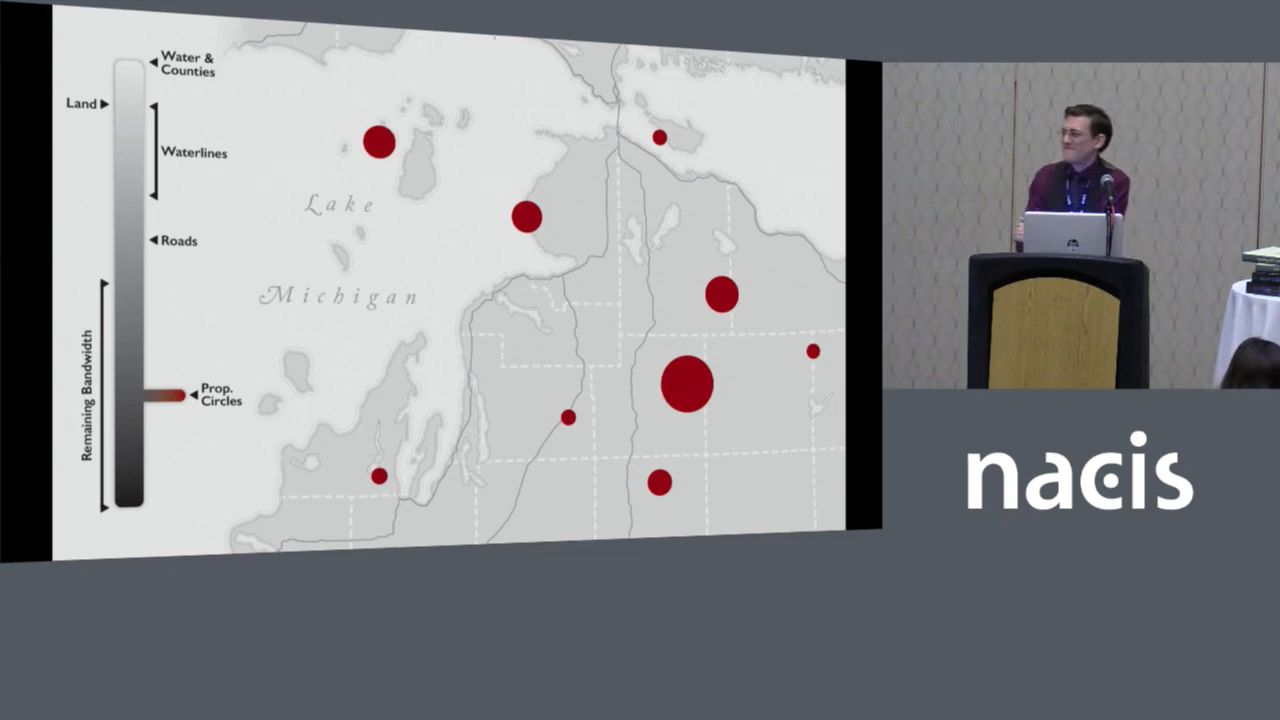 Water &
Counties
Land
Waterlines
Roads
Remaining Bandwidth
Prop.
Circles
Lake
Michigan
nacis